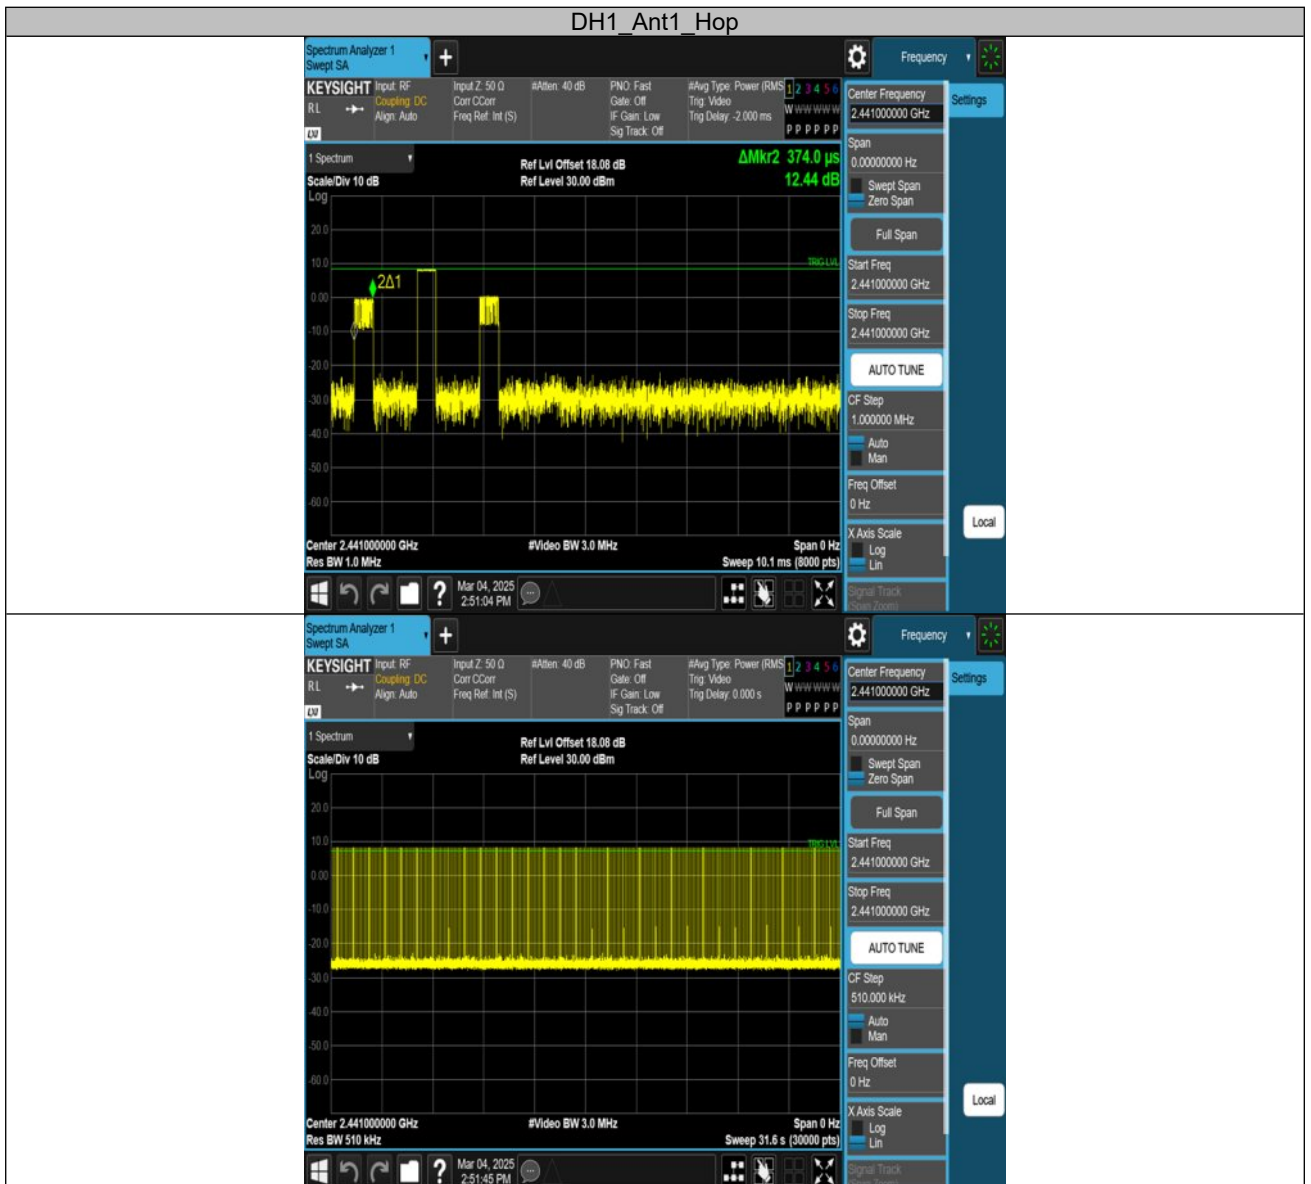 DH1_Ant1_Hop
Spectrum Analyzer 1
Swept SA
Frequency
KEYSIGHT
RL
LXI
Input: RF
Coupling: DC
Align: Auto
Input Z: 50 Ω
Corr CCorr
Freq Ref: Int (S)
#Atten: 40 dB
PNO: Fast
Gate: Off
IF Gain: Low
Sig Track: Off
#Avg Type: Power (RMS
Trig: Video
Trig Delay: -2.000 ms
1 2 3 4 5 6
W W W W W W
P P P P P P
1 Spectrum
Scale/Div 10 dB
Log
Ref Lvl Offset 18.08 dB
Ref Level 30.00 dBm
ΔMkr2 374.0 µs
12.44 dB
20.0
10.0
TRIG LVL
2Δ1
0.00
-10.0
-20.0
-30.0
-40.0
-50.0
-60.0
Center 2.441000000 GHz
Res BW 1.0 MHz
#Video BW 3.0 MHz
Span 0 Hz
Sweep 10.1 ms (8000 pts)
Mar 04, 2025
2:51:04 PM
Center Frequency
2.441000000 GHz
Settings
Span
0.00000000 Hz
Swept Span
Zero Span
Full Span
Start Freq
2.441000000 GHz
Stop Freq
2.441000000 GHz
AUTO TUNE
CF Step
1.000000 MHz
Auto
Man
Freq Offset
0 Hz
Local
X Axis Scale
Log
Lin
Signal Track
(Span Zoom)
Spectrum Analyzer 1
Swept SA
Frequency
KEYSIGHT
RL
LXI
Input: RF
Coupling: DC
Align: Auto
Input Z: 50 Ω
Corr CCorr
Freq Ref: Int (S)
#Atten: 40 dB
PNO: Fast
Gate: Off
IF Gain: Low
Sig Track: Off
#Avg Type: Power (RMS
Trig: Video
Trig Delay: 0.000 s
1 2 3 4 5 6
W W W W W W
P P P P P P
1 Spectrum
Scale/Div 10 dB
Log
Ref Lvl Offset 18.08 dB
Ref Level 30.00 dBm
20.0
10.0
TRIG LVL
0.00
-10.0
-20.0
-30.0
-40.0
-50.0
-60.0
Center 2.441000000 GHz
Res BW 510 kHz
#Video BW 3.0 MHz
Span 0 Hz
Sweep 31.6 s (30000 pts)
Mar 04, 2025
2:51:45 PM
Center Frequency
2.441000000 GHz
Settings
Span
0.00000000 Hz
Swept Span
Zero Span
Full Span
Start Freq
2.441000000 GHz
Stop Freq
2.441000000 GHz
AUTO TUNE
CF Step
510.000 kHz
Auto
Man
Freq Offset
0 Hz
Local
X Axis Scale
Log
Lin
Signal Track
(Span Zoom)